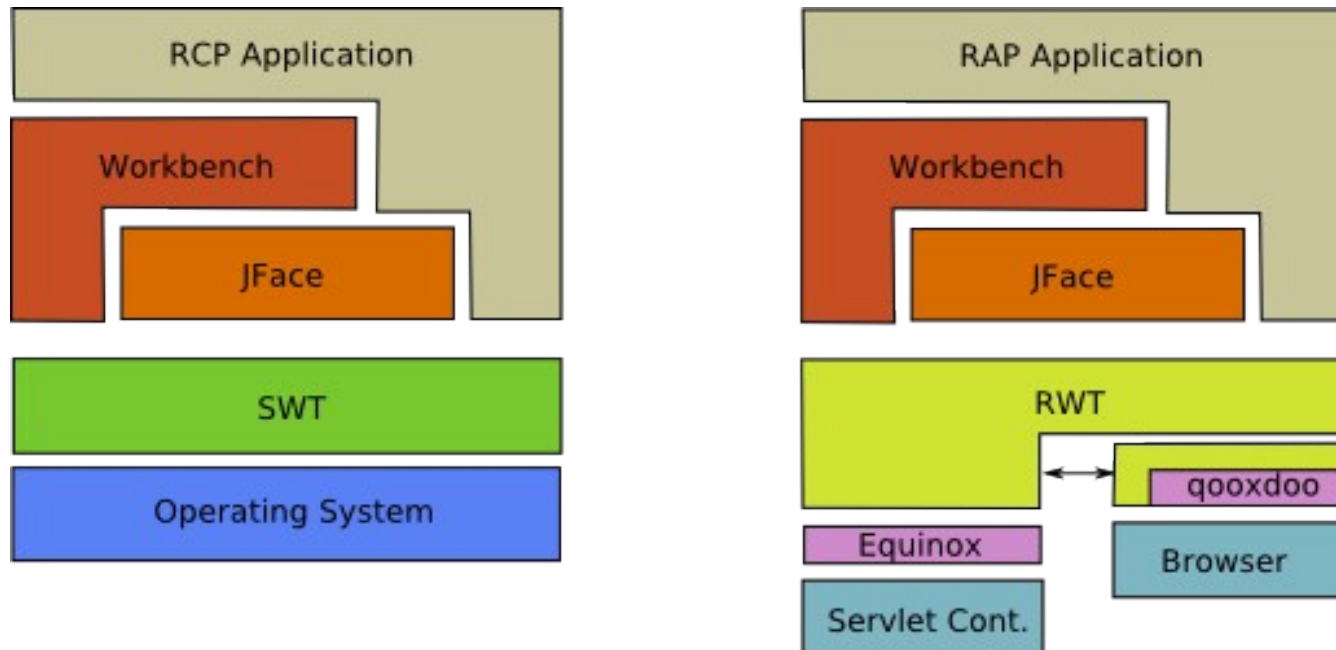 RCP Application
Workbench
JFace
SWT
Operating System
RAP Application
Workbench
JFace
RWT
qooxdoo
Equinox
Browser
Servlet Cont.